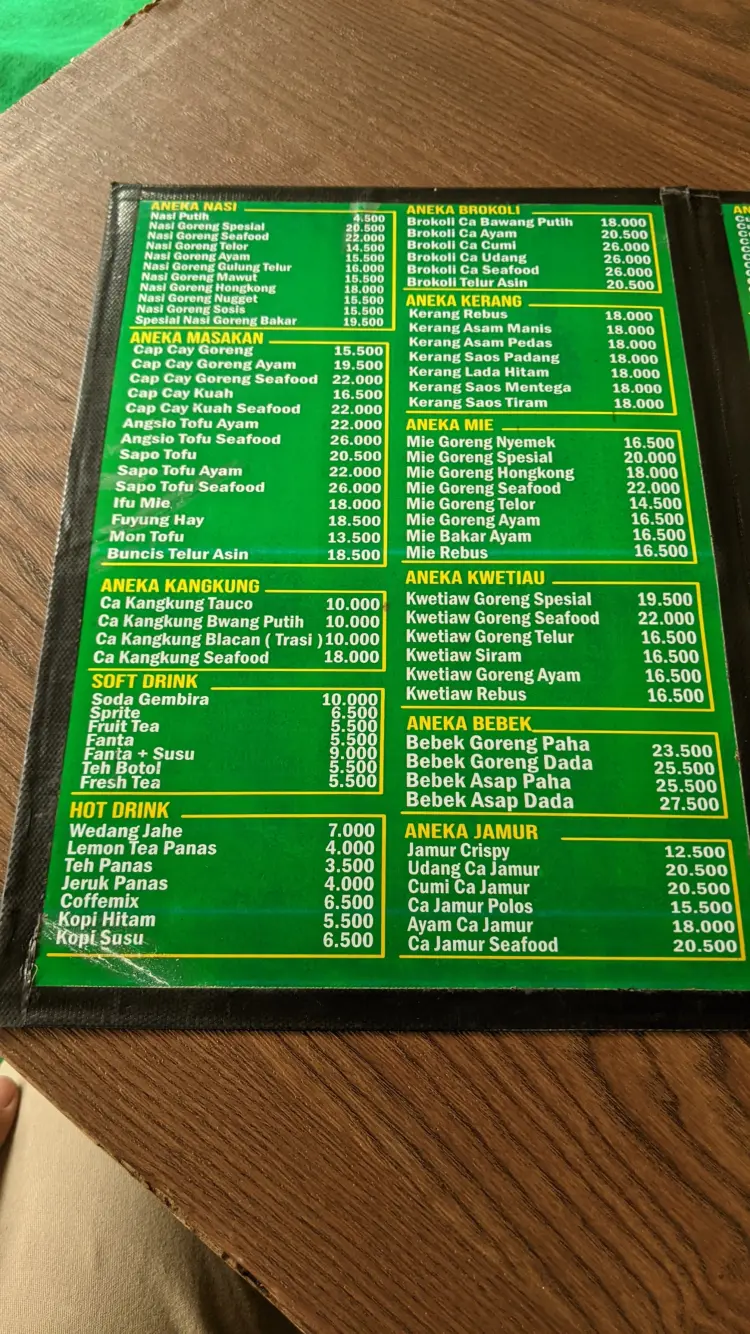 ANEKA NASI
Nasi Putih 4.500
Nasi Goreng Spesial 20.500
Nasi Goreng Seafood 22.000
Nasi Goreng Telor 14.500
Nasi Goreng Ayam 15.500
Nasi Goreng Gulung Telur 16.000
Nasi Goreng Mawut 15.500
Nasi Goreng Hongkong 18.000
Nasi Goreng Nugget 15.500
Nasi Goreng Sosis 15.500
Spesial Nasi Goreng Bakar 19.500
ANEKA MASAKAN
Cap Cay Goreng 15.500
Cap Cay Goreng Ayam 19.500
Cap Cay Goreng Seafood 22.000
Cap Cay Kuah 16.500
Cap Cay Kuah Seafood 22.000
Angsio Tofu Ayam 22.000
Angsio Tofu Seafood 26.000
Sapo Tofu 20.500
Sapo Tofu Ayam 22.000
Sapo Tofu Seafood 26.000
Ifu Mie 18.000
Fuyung Hay 18.500
Mon Tofu 13.500
Buncis Telur Asin 18.500
ANEKA KANGKUNG
Ca Kangkung Tauco 10.000
Ca Kangkung Bwang Putih 10.000
Ca Kangkung Blacan ( Trasi ) 10.000
Ca Kangkung Seafood 18.000
SOFT DRINK
Soda Gembira 10.000
Sprite 6.500
Fruit Tea 5.500
Fanta 5.500
Fanta + Susu 9.000
Teh Botol 5.500
Fresh Tea 5.500
HOT DRINK
Wedang Jahe 7.000
Lemon Tea Panas 4.000
Teh Panas 3.500
Jeruk Panas 4.000
Coffemix 6.500
Kopi Hitam 5.500
Kopi Susu 6.500
ANEKA BROKOLI
Brokoli Ca Bawang Putih 18.000
Brokoli Ca Ayam 20.500
Brokoli Ca Cumi 26.000
Brokoli Ca Udang 26.000
Brokoli Ca Seafood 26.000
Brokoli Telur Asin 20.500
ANEKA KERANG
Kerang Rebus 18.000
Kerang Asam Manis 18.000
Kerang Asam Pedas 18.000
Kerang Saos Padang 18.000
Kerang Lada Hitam 18.000
Kerang Saos Mentega 18.000
Kerang Saos Tiram 18.000
ANEKA MIE
Mie Goreng Nyemek 16.500
Mie Goreng Spesial 20.000
Mie Goreng Hongkong 18.000
Mie Goreng Seafood 22.000
Mie Goreng Telor 14.500
Mie Goreng Ayam 16.500
Mie Bakar Ayam 16.500
Mie Rebus 16.500
ANEKA KWETIAU
Kwetiaw Goreng Spesial 19.500
Kwetiaw Goreng Seafood 22.000
Kwetiaw Goreng Telur 16.500
Kwetiaw Siram 16.500
Kwetiaw Goreng Ayam 16.500
Kwetiaw Rebus 16.500
ANEKA BEBEK
Bebek Goreng Paha 23.500
Bebek Goreng Dada 25.500
Bebek Asap Paha 25.500
Bebek Asap Dada 27.500
ANEKA JAMUR
Jamur Crispy 12.500
Udang Ca Jamur 20.500
Cumi Ca Jamur 20.500
Ca Jamur Polos 15.500
Ayam Ca Jamur 18.000
Ca Jamur Seafood 20.500